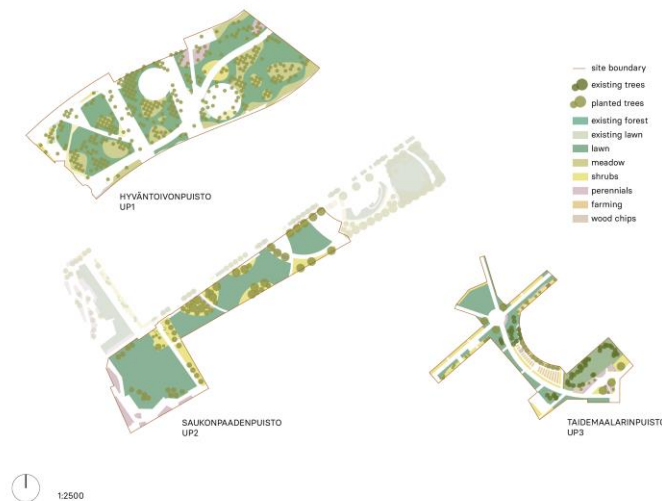 site boundary
existing trees
planted trees
existing forest
existing lawn
lawn
meadow
shrubs
perennials
farming
wood chips
HYVÄNTOIVONPUISTO
UP1
SAUKONPAADENPUISTO
UP2
TAIDEMAALARINPUISTO
UP3
1:2500